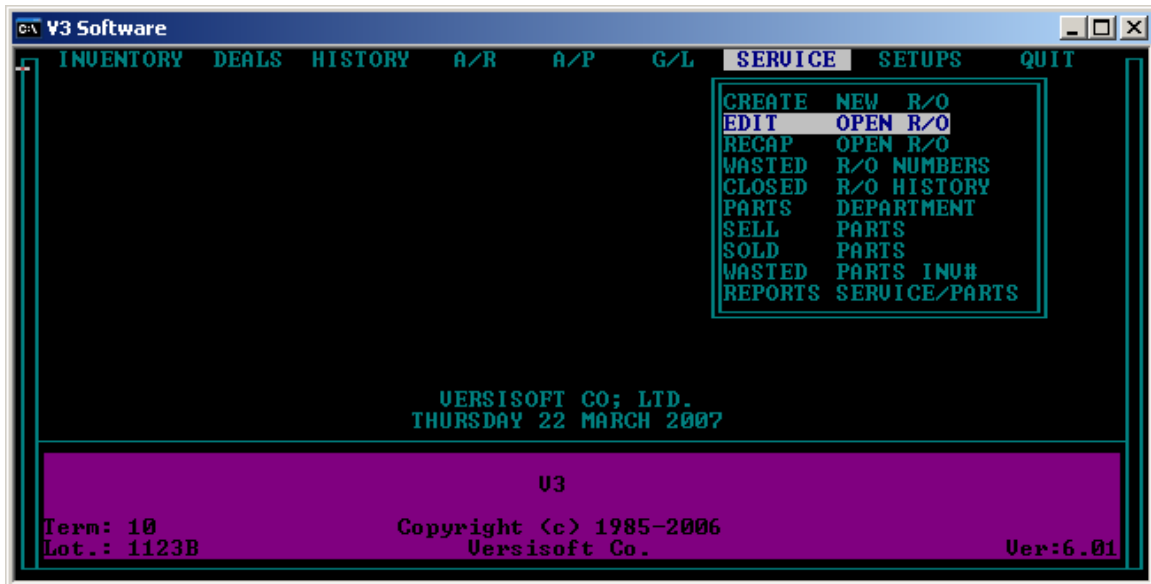 V3 Software
INVENTORY DEALS HISTORY A/R A/P G/L SERVICE SETUPS QUIT
CREATE NEW R/O
EDIT OPEN R/O
RECAP OPEN R/O
WASTED R/O NUMBERS
CLOSED R/O HISTORY
PARTS DEPARTMENT
SELL PARTS
SOLD PARTS
WASTED PARTS INV#
REPORTS SERVICE/PARTS
VERSISOFT CO; LTD.
THURSDAY 22 MARCH 2007
V3
Term: 10 Copyright (c) 1985-2006
Lot.: 1123B Versisoft Co. Ver:6.01